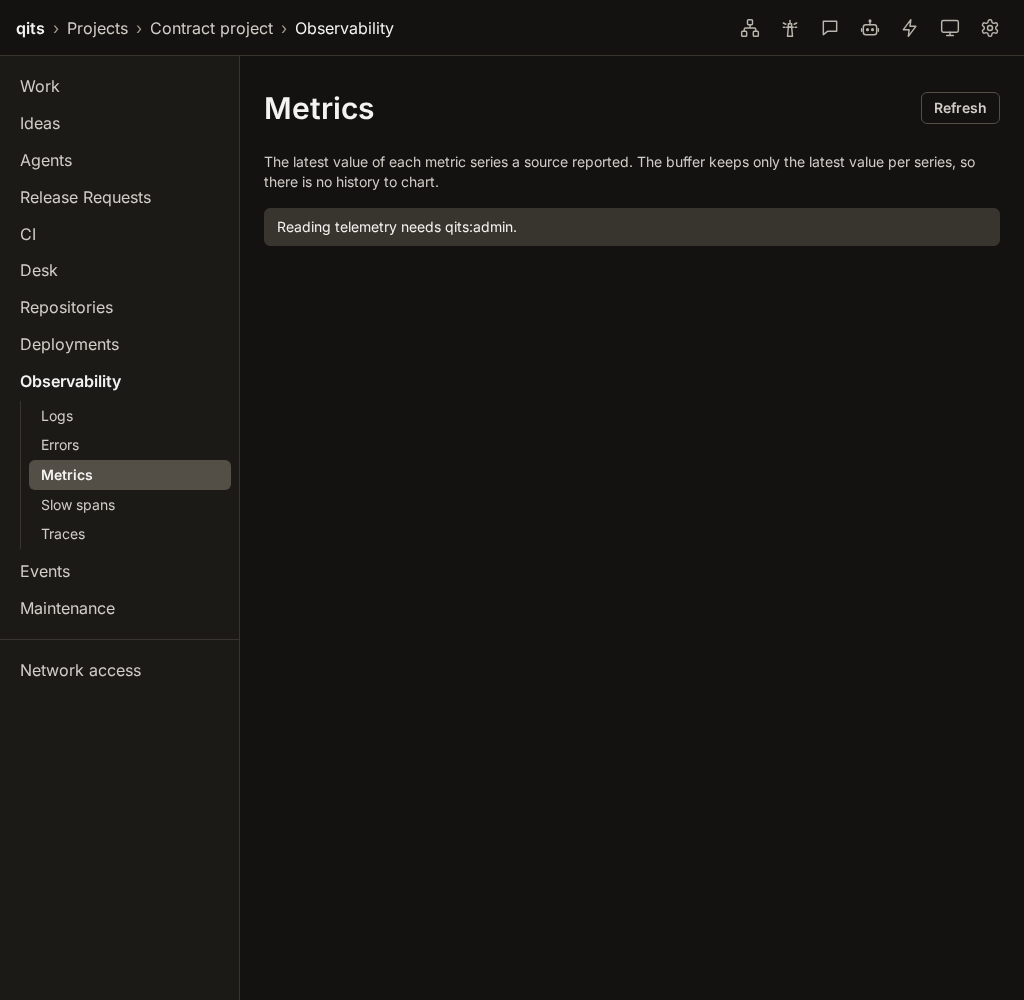 qits › Projects › Contract project › Observability
Work
Ideas
Agents
Release Requests
CI
Desk
Repositories
Deployments
Observability
Logs
Errors
Metrics
Slow spans
Traces
Events
Maintenance
Network access
Metrics
Refresh
The latest value of each metric series a source reported. The buffer keeps only the latest value per series, so
there is no history to chart.
Reading telemetry needs qits:admin.